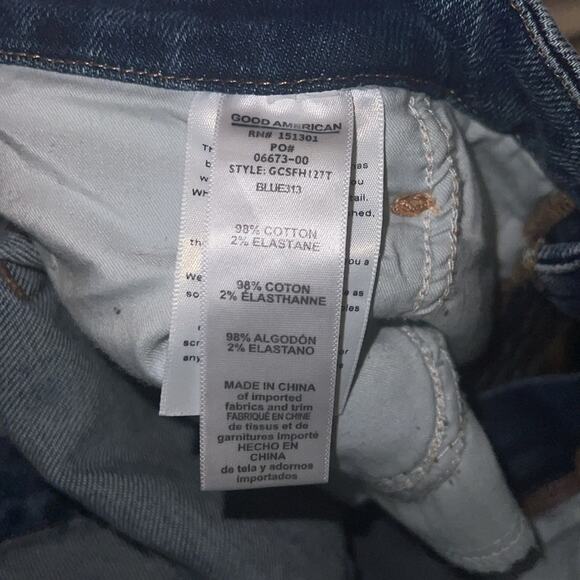 GOOD AMERICAN
RN# 151301
PO#
06673-00
STYLE: GCSFH127T
BLUE313
98% COTTON
2% ELASTANE
98% COTON
2% ÉLASTHANNE
98% ALGODÓN
2% ELASTANO
MADE IN CHINA
of imported
fabrics and trim
FABRIQUÉ EN CHINE
de tissus et de
garnitures importé
HECHO EN
CHINA
de tela y adornos
importados